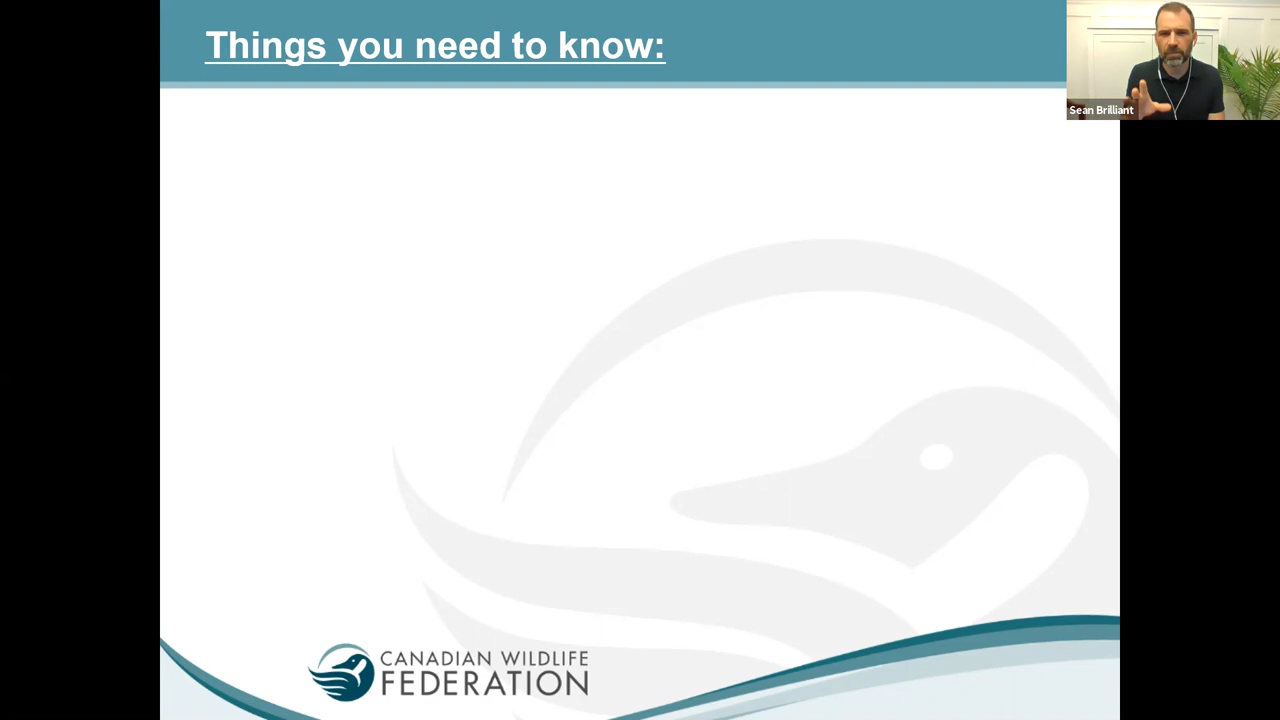 Things you need to know:
Sean Brilliant
CANADIAN WILDLIFE
FEDERATION